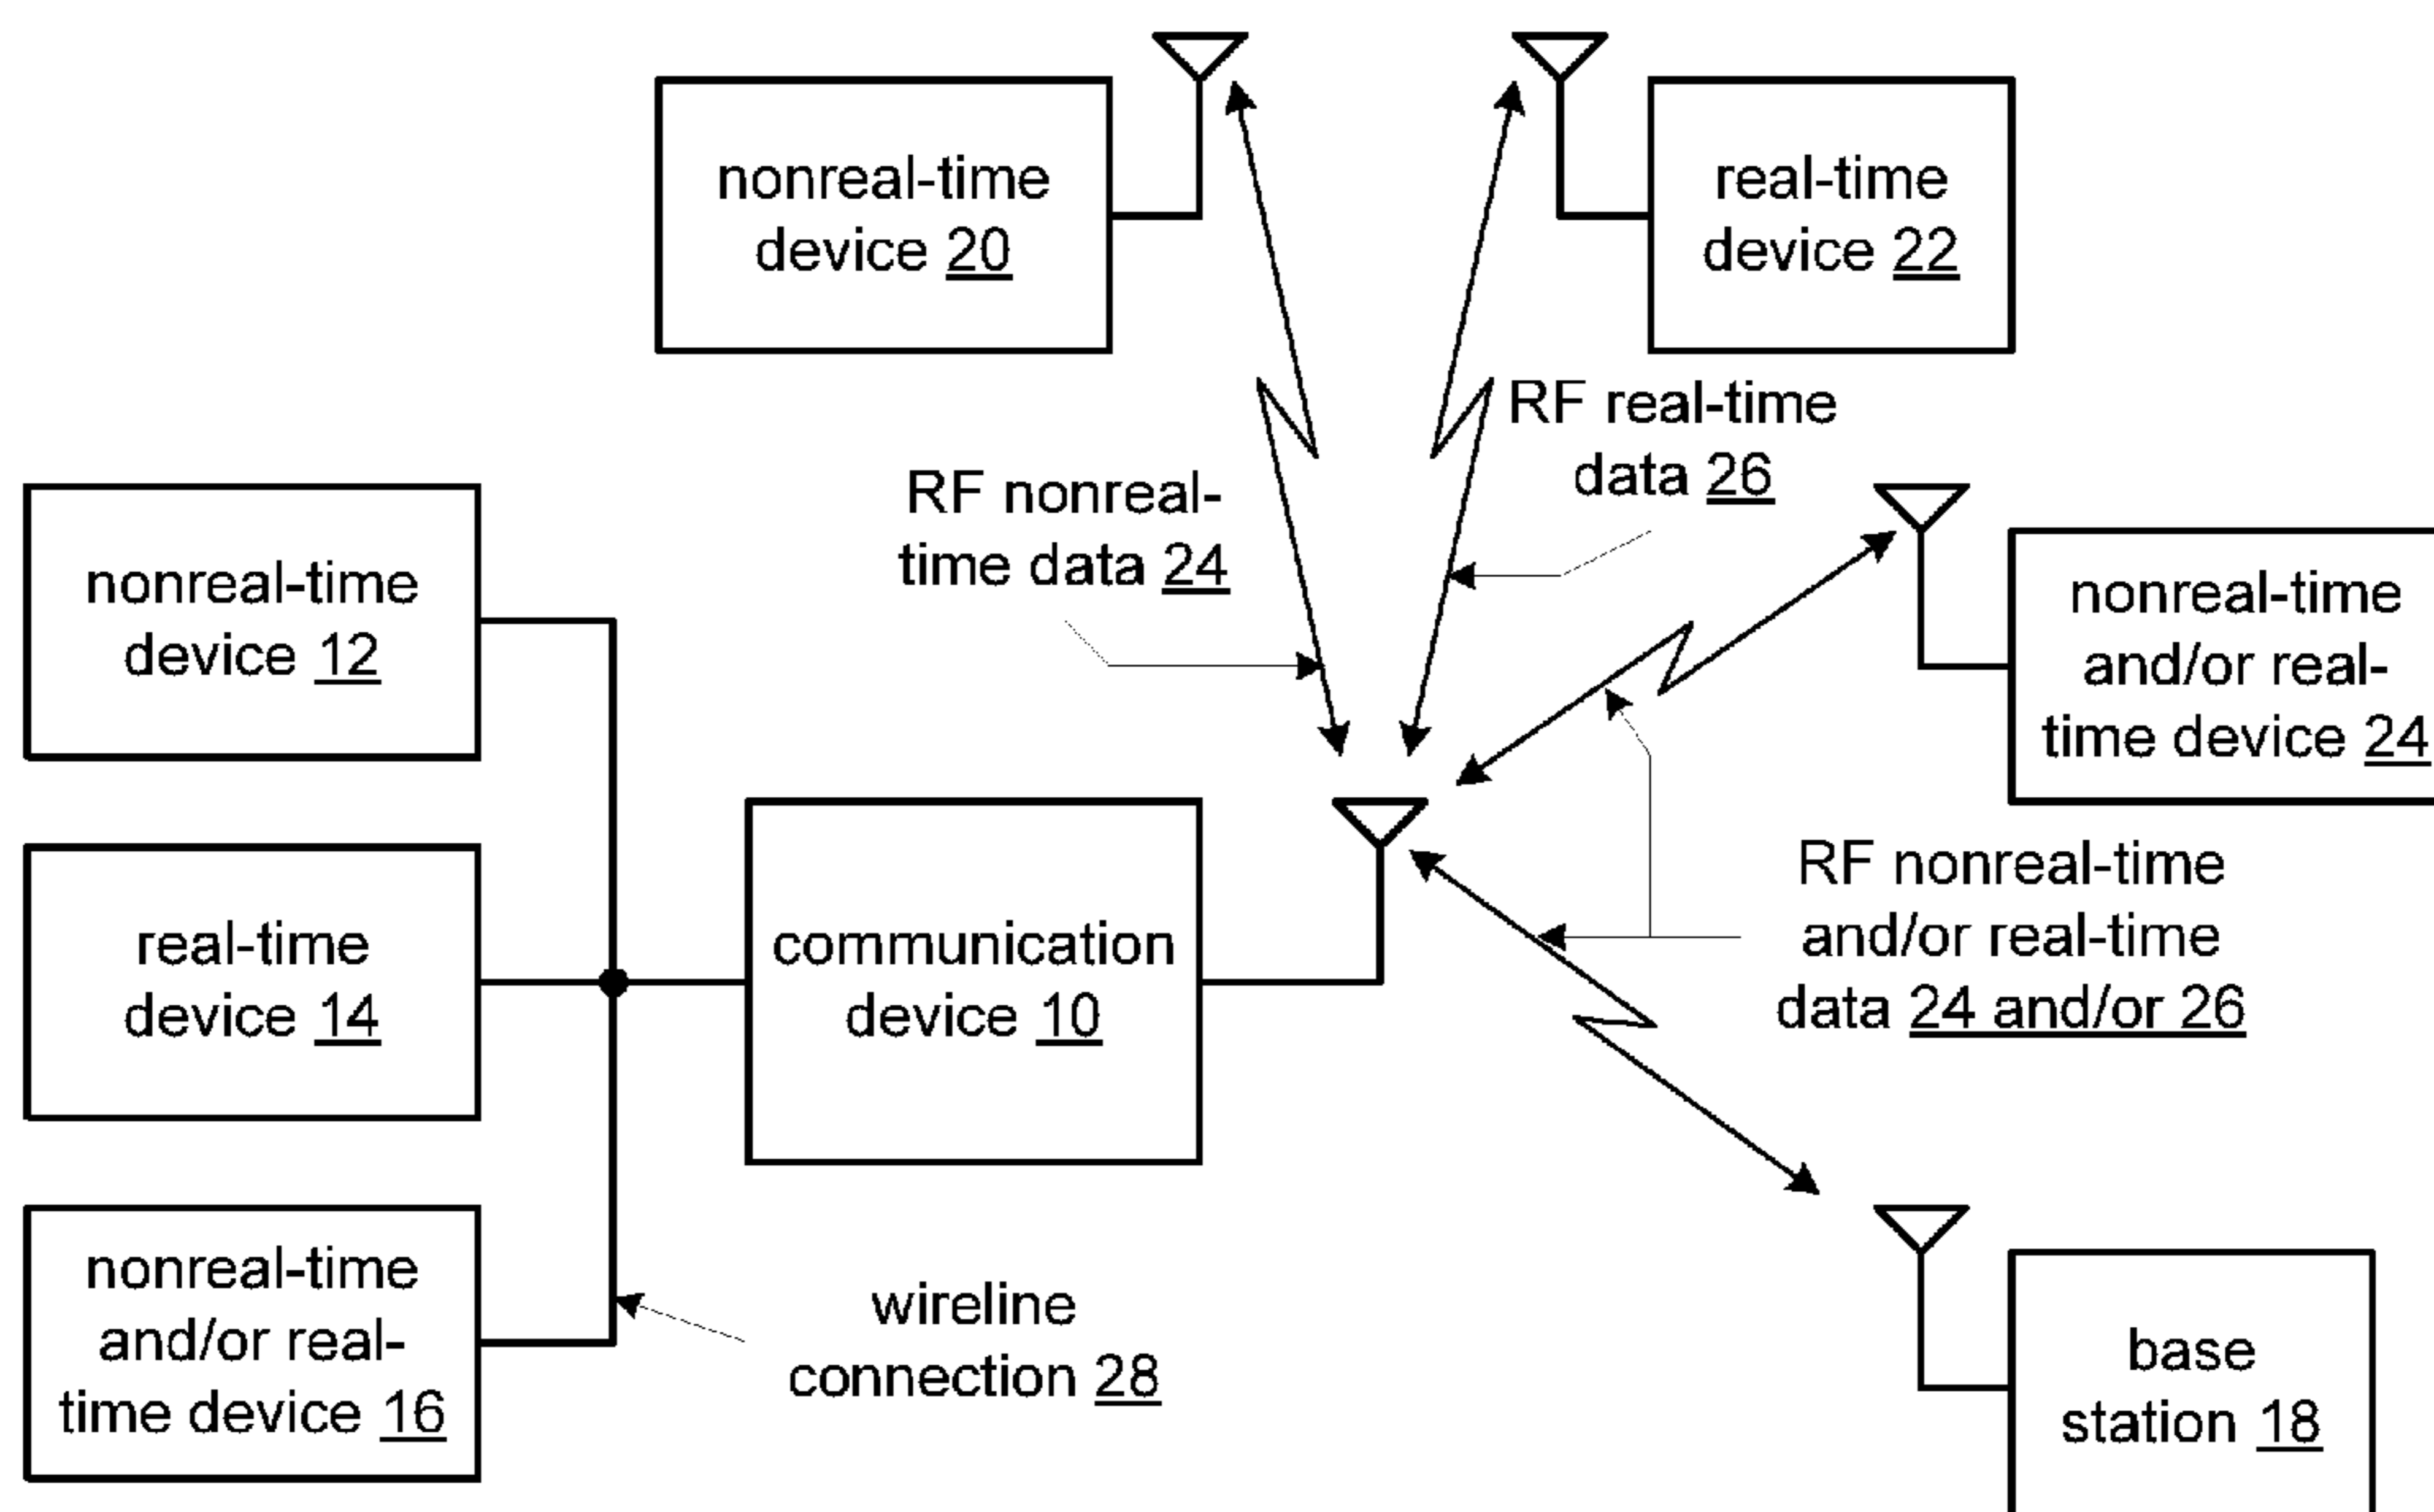 nonreal-time
device 20
real-time
device 22
RF real-time
data 26
RF nonreal-
time data 24
nonreal-time
device 12
nonreal-time
and/or real-
time device 24
real-time
device 14
communication
device 10
RF nonreal-time
and/or real-time
data 24 and/or 26
nonreal-time
and/or real-
time device 16
wireline
connection 28
base
station 18